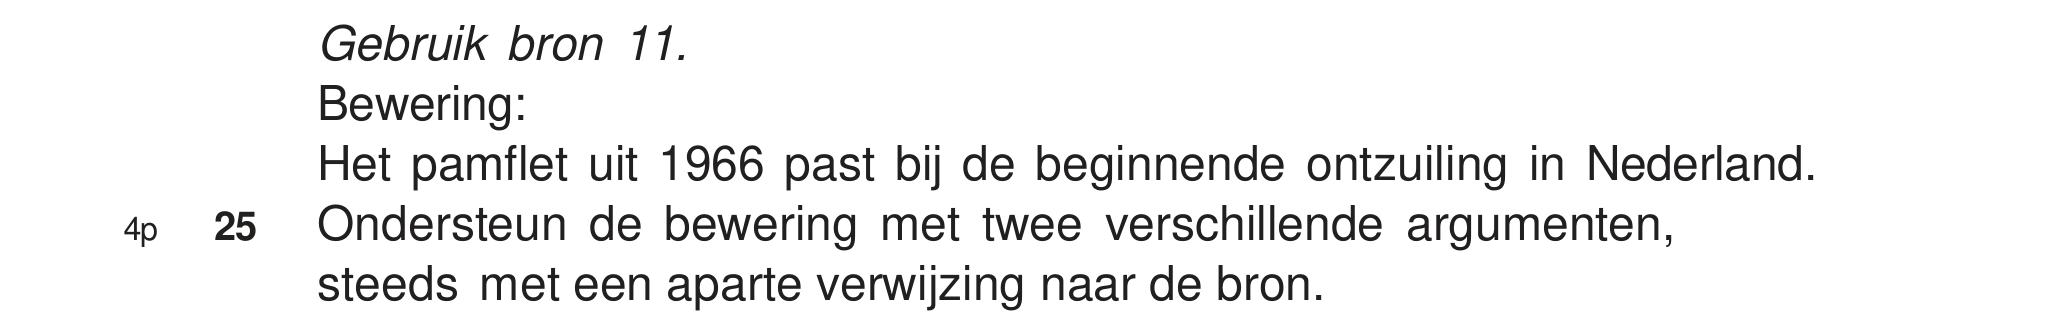 Gebruik bron 11.
Bewering:
Het pamflet uit 1966 past bij de beginnende ontzuiling in Nederland.
4p 25 Ondersteun de bewering met twee verschillende argumenten,
steeds met een aparte verwijzing naar de bron.